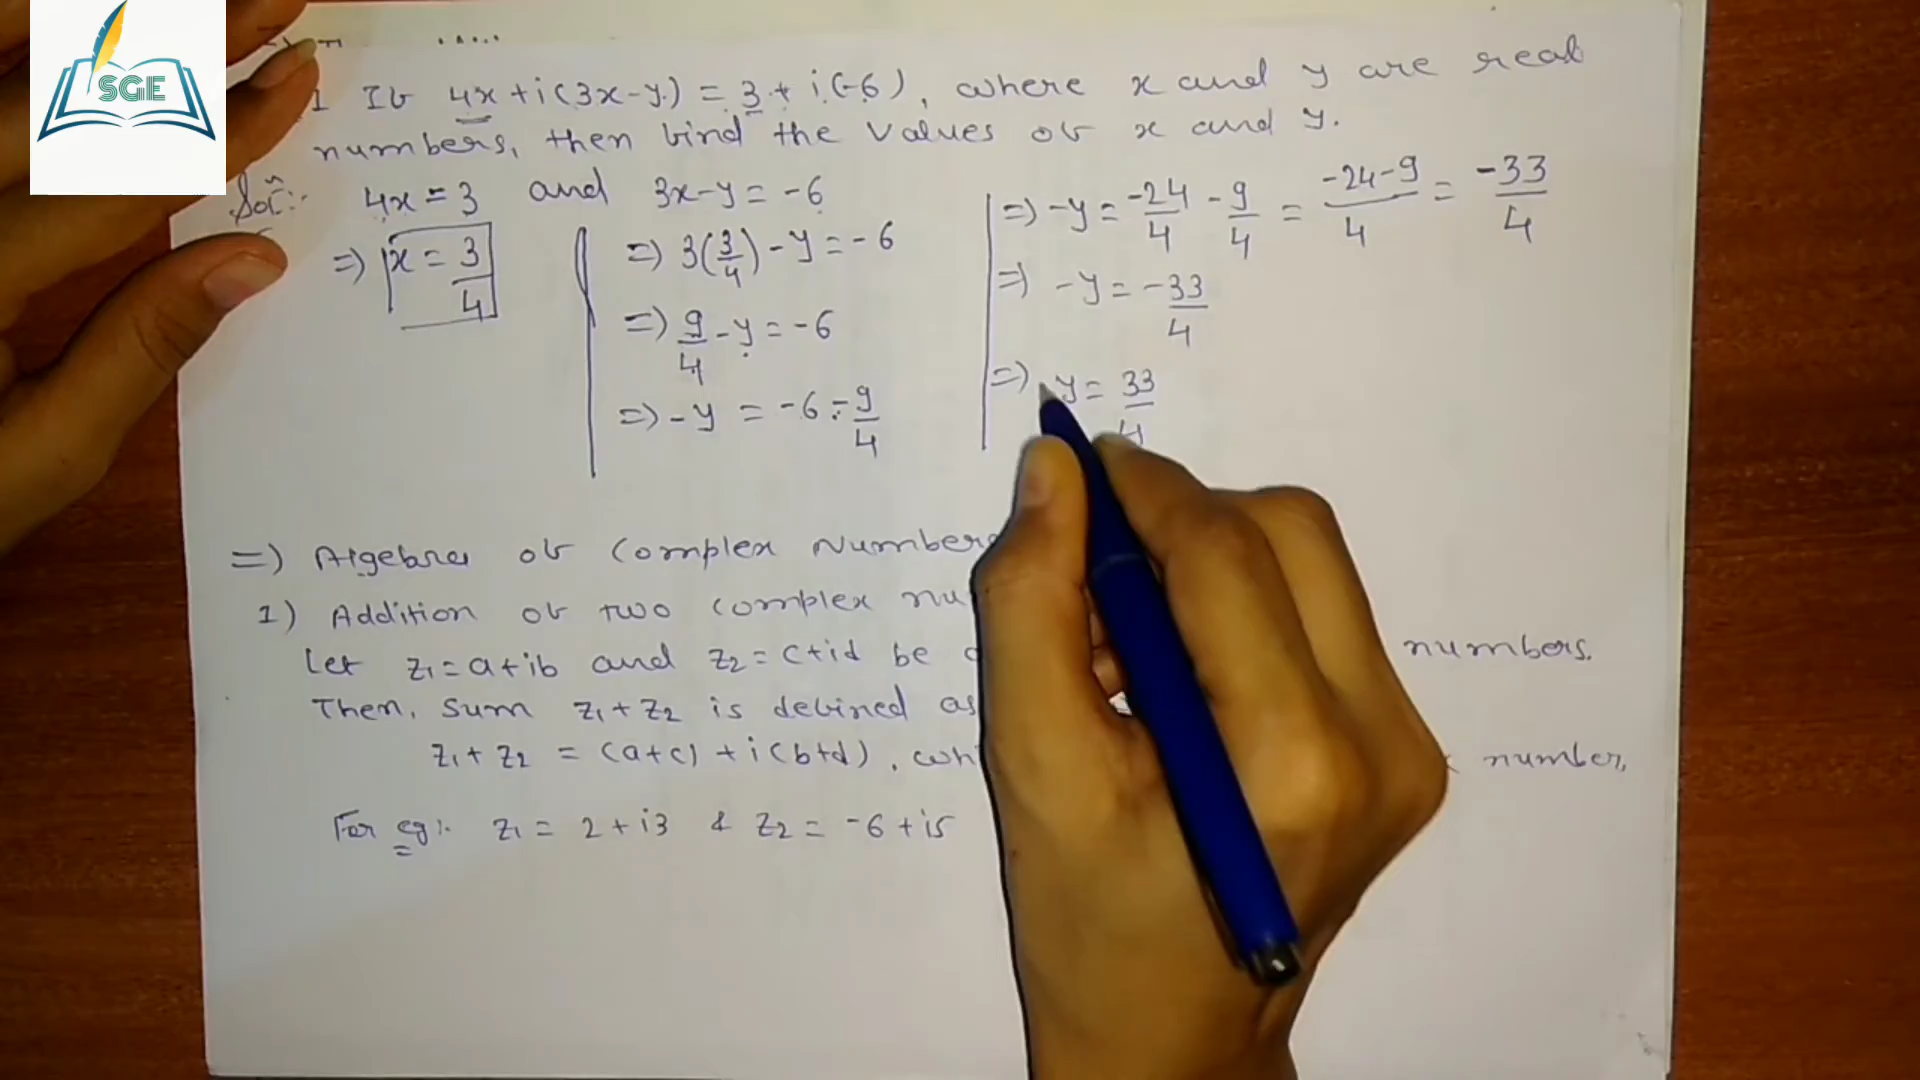 SGE
1 If 4x + i(3x-y) = 3 + i(-6), where x and y are real
numbers, then find the values of x and y.
Sol:- 4x = 3 and 3x-y = -6
=) x = 3/4
=) 3(3/4) - y = -6
=) 9/4 - y = -6
=) -y = -6 - 9/4
=) -y = -24/4 - 9/4 = -24-9/4 = -33/4
=) -y = -33/4
=) y = 33/4
=) Algebra of Complex Numbers
1) Addition of two complex
Let z1 = a+ib and z2 = c+id be numbers.
Then, Sum z1+z2 is defined as
z1+z2 = (a+c) + i(b+d), number,
For eg:- z1 = 2+i3 & z2 = -6+i5